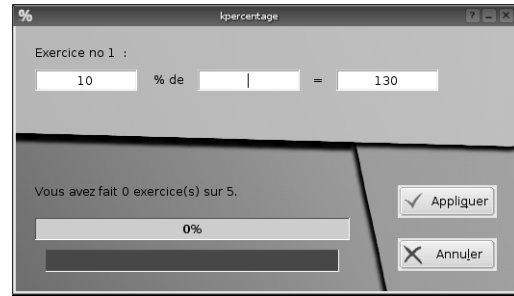 % kpercentage ? – ×
Exercice no 1 :
10 % de = 130
Vous avez fait 0 exercice(s) sur 5.
0%
Appliquer
Annuler